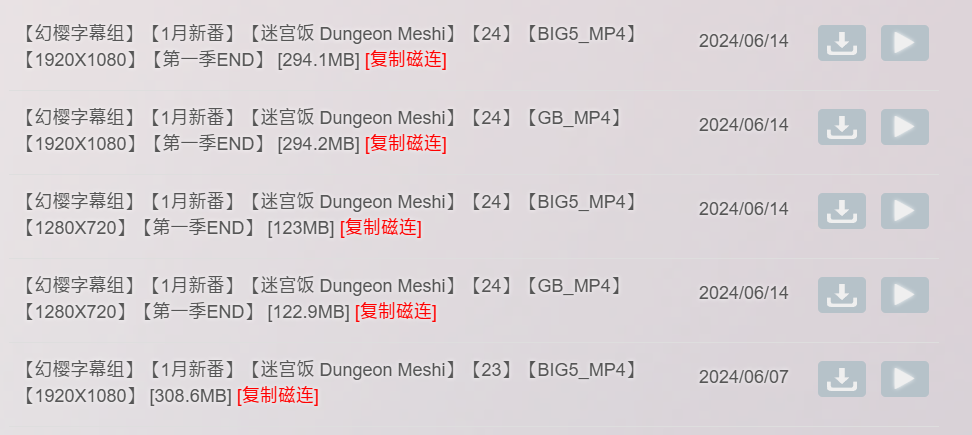 【幻樱字幕组】【1月新番】【迷宫饭 Dungeon Meshi】【24】【BIG5_MP4】
【1920X1080】【第一季END】 [294.1MB] [复制磁连]
2024/06/14
【幻樱字幕组】【1月新番】【迷宫饭 Dungeon Meshi】【24】【GB_MP4】
【1920X1080】【第一季END】 [294.2MB] [复制磁连]
2024/06/14
【幻樱字幕组】【1月新番】【迷宫饭 Dungeon Meshi】【24】【BIG5_MP4】
【1280X720】【第一季END】 [123MB] [复制磁连]
2024/06/14
【幻樱字幕组】【1月新番】【迷宫饭 Dungeon Meshi】【24】【GB_MP4】
【1280X720】【第一季END】 [122.9MB] [复制磁连]
2024/06/14
【幻樱字幕组】【1月新番】【迷宫饭 Dungeon Meshi】【23】【BIG5_MP4】
【1920X1080】 [308.6MB] [复制磁连]
2024/06/07